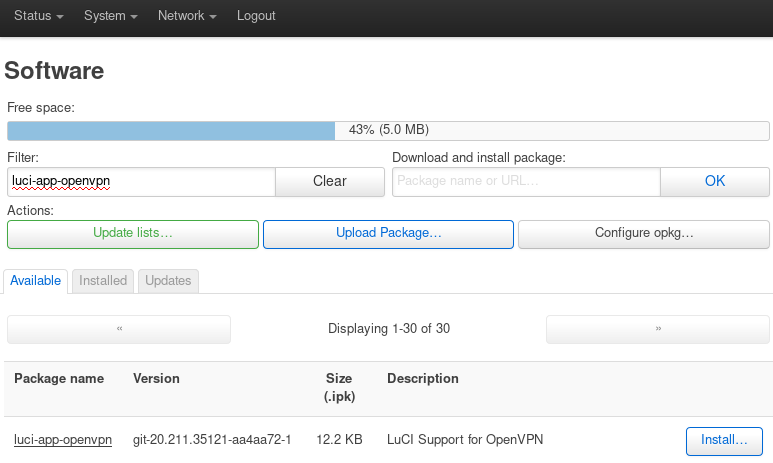 Status System Network Logout
Software
Free space:
43% (5.0 MB)
Filter: Download and install package:
luci-app-openvpn Clear Package name or URL... OK
Actions:
Update lists... Upload Package... Configure opkg...
Available Installed Updates
« Displaying 1-30 of 30 »
Package name Version Size (.ipk) Description
luci-app-openvpn git-20.211.35121-aa4aa72-1 12.2 KB LuCI Support for OpenVPN Install...